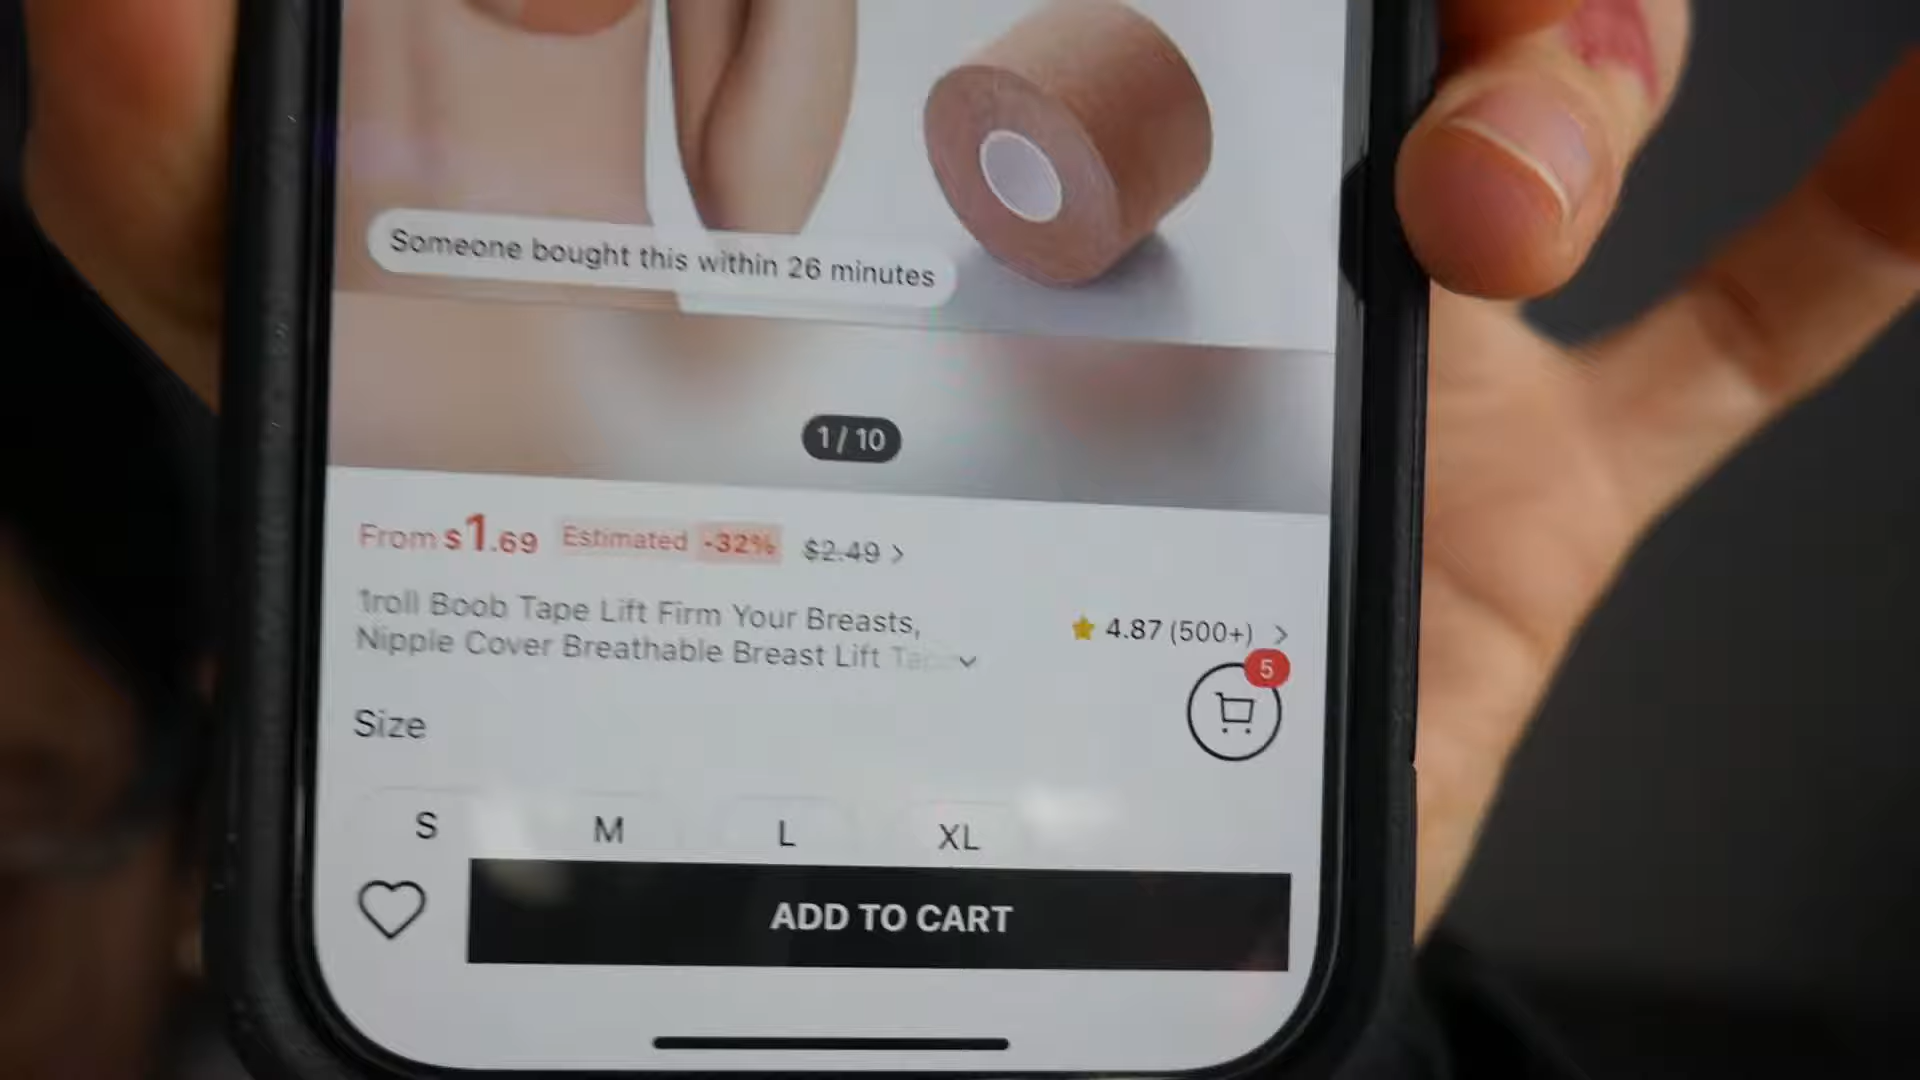 Someone bought this within 26 minutes
1 / 10
From $1.69 Estimated -32% $2.49 >
1roll Boob Tape Lift Firm Your Breasts,
Nipple Cover Breathable Breast Lift Tape
4.87 (500+) >
5
Size
S M L XL
ADD TO CART